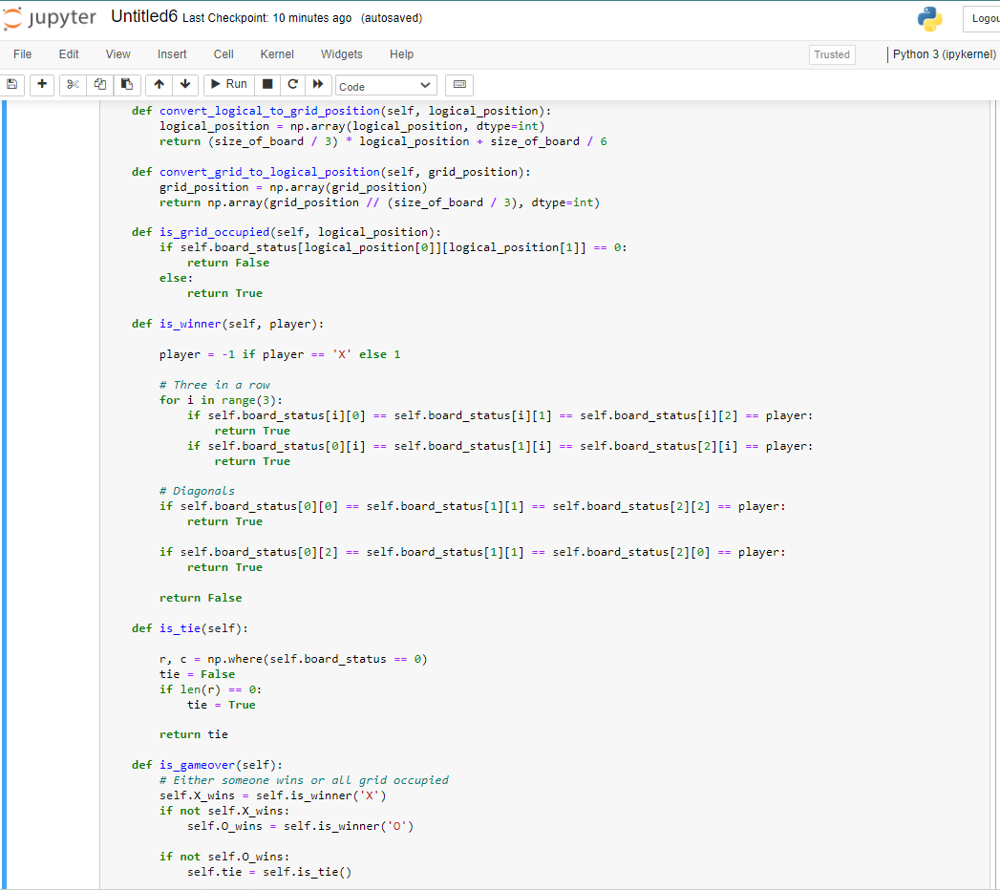 jupyter Untitled6 Last Checkpoint: 10 minutes ago (autosaved) Logou
File Edit View Insert Cell Kernel Widgets Help Trusted Python 3 (ipykernel)
Run Code
def convert_logical_to_grid_position(self, logical_position):
logical_position = np.array(logical_position, dtype=int)
return (size_of_board / 3) * logical_position + size_of_board / 6
def convert_grid_to_logical_position(self, grid_position):
grid_position = np.array(grid_position)
return np.array(grid_position // (size_of_board / 3), dtype=int)
def is_grid_occupied(self, logical_position):
if self.board_status[logical_position[0]][logical_position[1]] == 0:
return False
else:
return True
def is_winner(self, player):
player = -1 if player == 'X' else 1
# Three in a row
for i in range(3):
if self.board_status[i][0] == self.board_status[i][1] == self.board_status[i][2] == player:
return True
if self.board_status[0][i] == self.board_status[1][i] == self.board_status[2][i] == player:
return True
# Diagonals
if self.board_status[0][0] == self.board_status[1][1] == self.board_status[2][2] == player:
return True
if self.board_status[0][2] == self.board_status[1][1] == self.board_status[2][0] == player:
return True
return False
def is_tie(self):
r, c = np.where(self.board_status == 0)
tie = False
if len(r) == 0:
tie = True
return tie
def is_gameover(self):
# Either someone wins or all grid occupied
self.X_wins = self.is_winner('X')
if not self.X_wins:
self.O_wins = self.is_winner('O')
if not self.O_wins:
self.tie = self.is_tie()